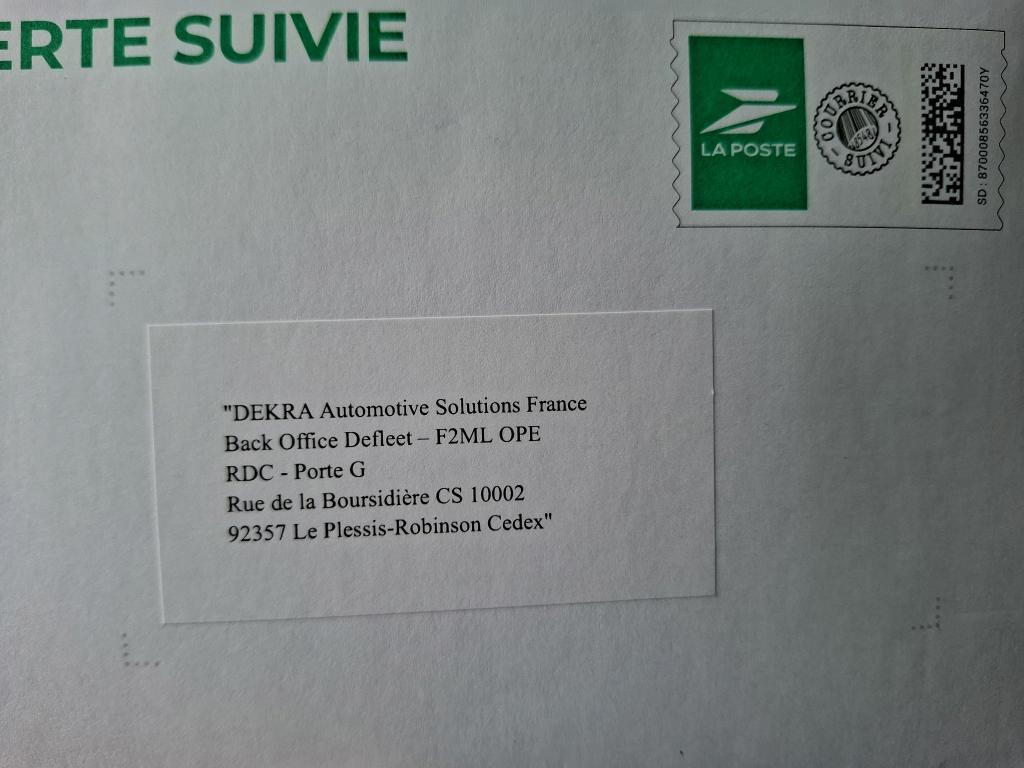 ERTE SUIVIE
LA POSTE
COURRIER
SUIVI
SD : 87000856336470Y
"DEKRA Automotive Solutions France
Back Office Defleet – F2ML OPE
RDC - Porte G
Rue de la Boursidière CS 10002
92357 Le Plessis-Robinson Cedex"